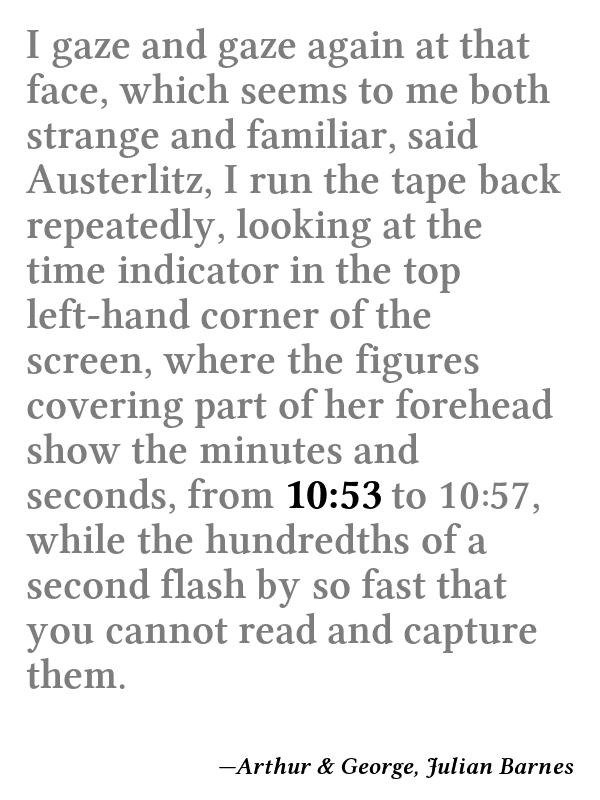 I gaze and gaze again at that
face, which seems to me both
strange and familiar, said
Austerlitz, I run the tape back
repeatedly, looking at the
time indicator in the top
left-hand corner of the
screen, where the figures
covering part of her forehead
show the minutes and
seconds, from 10:53 to 10:57,
while the hundredths of a
second flash by so fast that
you cannot read and capture
them.
—Arthur & George, Julian Barnes